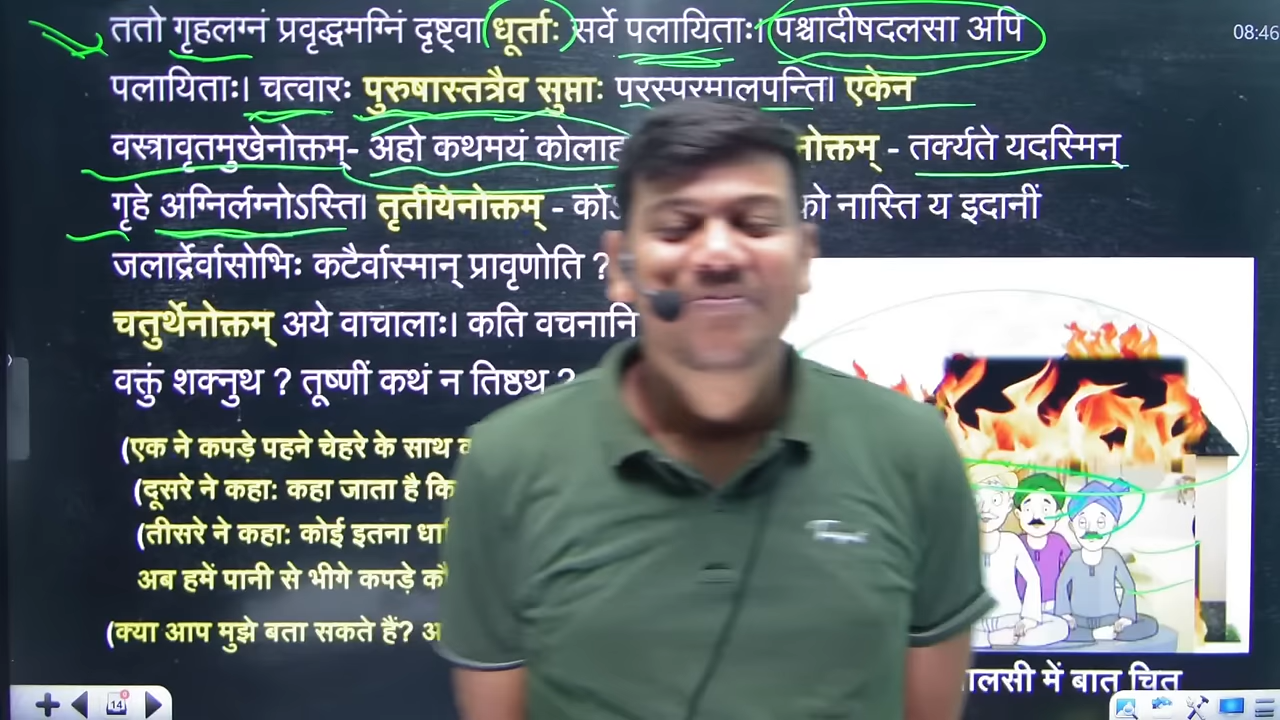 ततो गृहलग्नं प्रवृद्धमग्निं दृष्ट्वा धूर्ताः सर्वे पलायिताः। पश्चादीषदलसा अपि
08:46
पलायिताः। चत्वारः पुरुषास्तत्रैव सुप्ताः परस्परमालपन्ति। एकेन
वस्त्रावृतमुखेनोक्तम्- अहो कथमयं नोक्तम् - तर्क्यते यदस्मिन्
गृहे अग्निर्लग्नोऽस्ति। तृतीयेनोक्तम् - नास्ति य इदानीं
जलार्द्रेर्वासोभिः कटैर्वास्मान् प्रावृणोति ?
चतुर्थेनोक्तम् अये वाचालाः। कति वचनानि
वक्तुं शक्नुथ ? तूष्णीं कथं न तिष्ठथ ?
(एक ने कपड़े पहने चेहरे के साथ
(दूसरे ने कहा: कहा जाता है कि
(तीसरे ने कहा: कोई इतना
अब हमें पानी से भीगे कपड़े
(क्या आप मुझे बता सकते हैं?
में बात चित
14